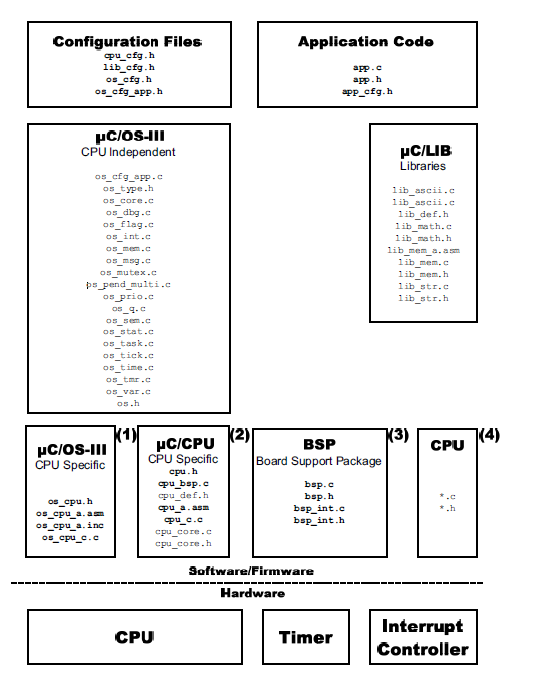 Configuration Files
cpu_cfg.h
lib_cfg.h
os_cfg.h
os_cfg_app.h
Application Code
app.c
app.h
app_cfg.h
µC/OS-III
CPU Independent
os_cfg_app.c
os_type.h
os_core.c
os_dbg.c
os_flag.c
os_int.c
os_mem.c
os_msg.c
os_mutex.c
os_pend_multi.c
os_prio.c
os_q.c
os_sem.c
os_stat.c
os_task.c
os_tick.c
os_time.c
os_tmr.c
os_var.c
os.h
µC/LIB
Libraries
lib_ascii.c
lib_ascii.c
lib_def.h
lib_math.c
lib_math.h
lib_mem_a.asm
lib_mem.c
lib_mem.h
lib_str.c
lib_str.h
(1)
µC/OS-III
CPU Specific
os_cpu.h
os_cpu_a.asm
os_cpu_a.inc
os_cpu_c.c
(2)
µC/CPU
CPU Specific
cpu.h
cpu_bsp.c
cpu_def.h
cpu_a.asm
cpu_c.c
cpu_core.c
cpu_core.h
(3)
BSP
Board Support Package
bsp.c
bsp.h
bsp_int.c
bsp_int.h
(4)
CPU
*.c
*.h
Software/Firmware
Hardware
CPU
Timer
Interrupt
Controller